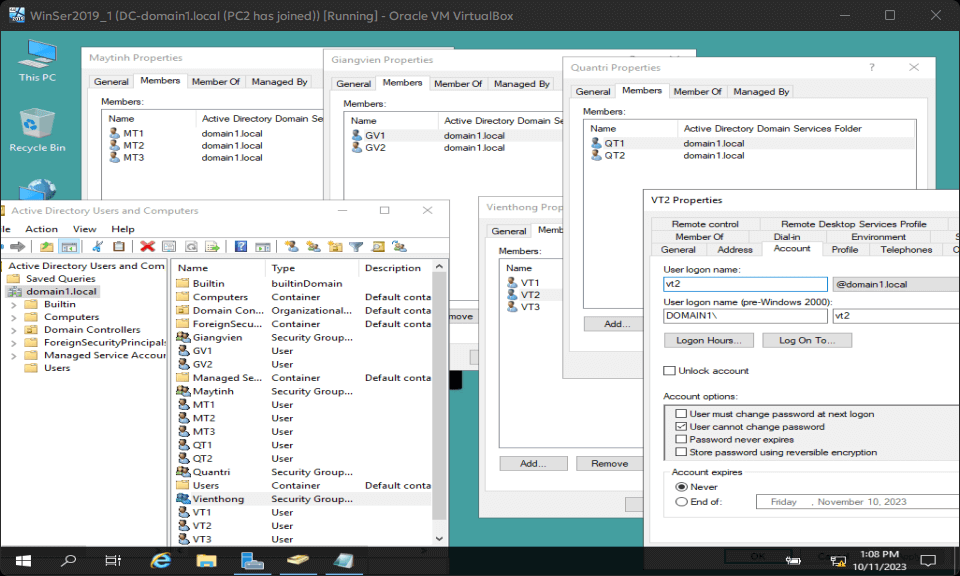 WinSer2019_1 (DC-domain1.local (PC2 has joined)) [Running] - Oracle VM VirtualBox
This PC
Recycle Bin
Maytinh Properties
General Members Member Of Managed By
Members:
Name Active Directory Domain Se
MT1 domain1.local
MT2 domain1.local
MT3 domain1.local
Giangvien Properties
General Members Member Of Managed By
Members:
Name Active Directory Domain Se
GV1 domain1.local
GV2 domain1.local
Quantri Properties
General Members Member Of Managed By
Members:
Name Active Directory Domain Services Folder
QT1 domain1.local
QT2 domain1.local
Add...
Vienthong Prop
General Memb
Members:
Name
VT1
VT2
VT3
Add... Remove
move
Active Directory Users and Computers
le Action View Help
Active Directory Users and Com
Saved Queries
domain1.local
Builtin
Computers
Domain Controllers
ForeignSecurityPrincipals
Managed Service Accour
Users
Name Type Description
Builtin builtinDomain
Computers Container Default conta
Domain Con... Organizational...  Default conta
ForeignSecu... Container Default conta
Giangvien Security Group...
GV1 User
GV2 User
Managed Se... Container Default conta
Maytinh Security Group...
MT1 User
MT2 User
MT3 User
QT1 User
QT2 User
Quantri Security Group...
Users Container Default conta
Vienthong Security Group...
VT1 User
VT2 User
VT3 User
VT2 Properties
Remote control Remote Desktop Services Profile
Member Of Dial-in Environment S
General Address Account Profile Telephones O
User logon name:
vt2 @domain1.local
User logon name (pre-Windows 2000):
DOMAIN1\ vt2
Logon Hours... Log On To...
Unlock account
Account options:
User must change password at next logon
User cannot change password
Password never expires
Store password using reversible encryption
Account expires
Never
End of: Friday , November 10, 2023
OK
1:08 PM
10/11/2023